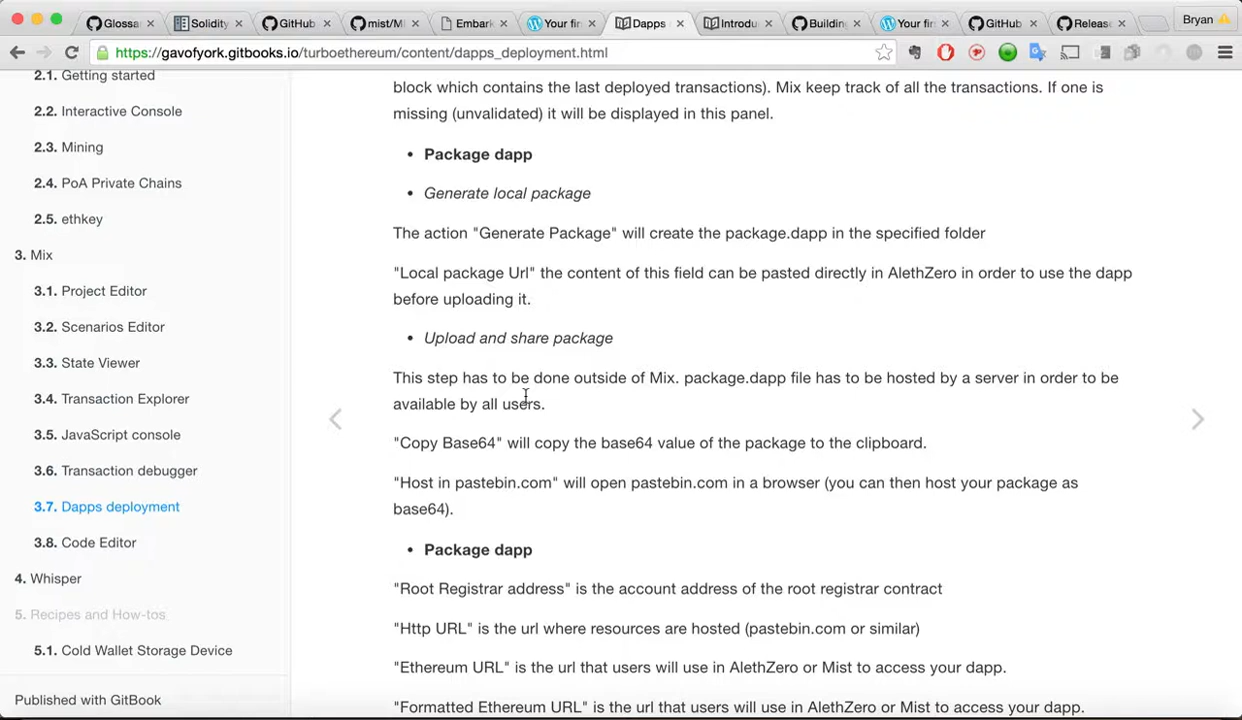 Glossa
Solidity
GitHub
mist/M
Embark
Your fir
Dapps
Introdu
Building
Your fir
GitHub
Release
Bryan
https://gavofyork.gitbooks.io/turboethereum/content/dapps_deployment.html
2.1. Getting started
2.2. Interactive Console
2.3. Mining
2.4. PoA Private Chains
2.5. ethkey
3. Mix
3.1. Project Editor
3.2. Scenarios Editor
3.3. State Viewer
3.4. Transaction Explorer
3.5. JavaScript console
3.6. Transaction debugger
3.7. Dapps deployment
3.8. Code Editor
4. Whisper
5. Recipes and How-tos
5.1. Cold Wallet Storage Device
Published with GitBook
block which contains the last deployed transactions). Mix keep track of all the transactions. If one is
missing (unvalidated) it will be displayed in this panel.
• Package dapp
• Generate local package
The action "Generate Package" will create the package.dapp in the specified folder
"Local package Url" the content of this field can be pasted directly in AlethZero in order to use the dapp
before uploading it.
• Upload and share package
This step has to be done outside of Mix. package.dapp file has to be hosted by a server in order to be
available by all users.
"Copy Base64" will copy the base64 value of the package to the clipboard.
"Host in pastebin.com" will open pastebin.com in a browser (you can then host your package as
base64).
• Package dapp
"Root Registrar address" is the account address of the root registrar contract
"Http URL" is the url where resources are hosted (pastebin.com or similar)
"Ethereum URL" is the url that users will use in AlethZero or Mist to access your dapp.
"Formatted Ethereum URL" is the url that users will use in AlethZero or Mist to access your dapp.